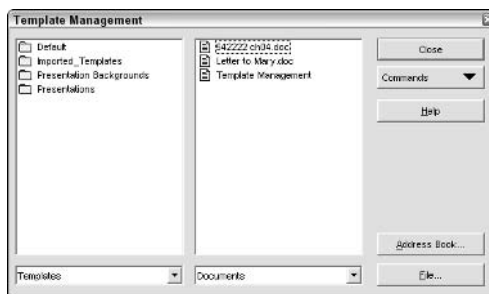 Template Management
Default
Imported_Templates
Presentation Backgrounds
Presentations
542222 ch04.doc
Letter to Mary.doc
Template Management
Close
Commands
Help
Address Book...
Templates
Documents
File...